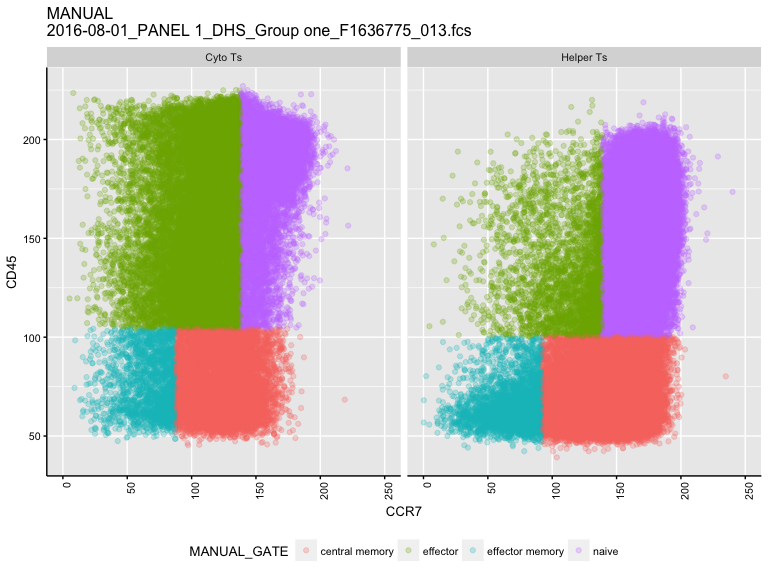 MANUAL
2016-08-01_PANEL 1_DHS_Group one_F1636775_013.fcs
Cyto Ts
Helper Ts
200
150
100
50
CD45
0
50
100
150
200
250
0
50
100
150
200
250
CCR7
MANUAL_GATE
central memory
effector
effector memory
naive